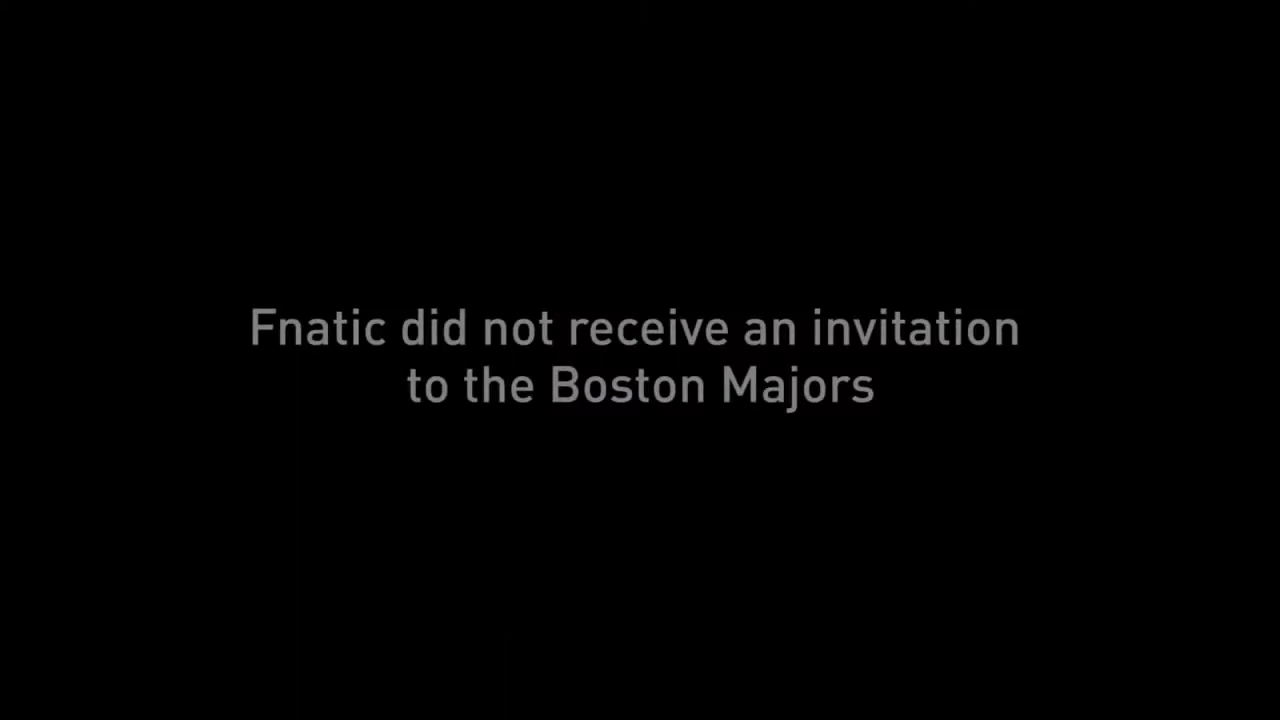 Fnatic did not receive an invitation
to the Boston Majors